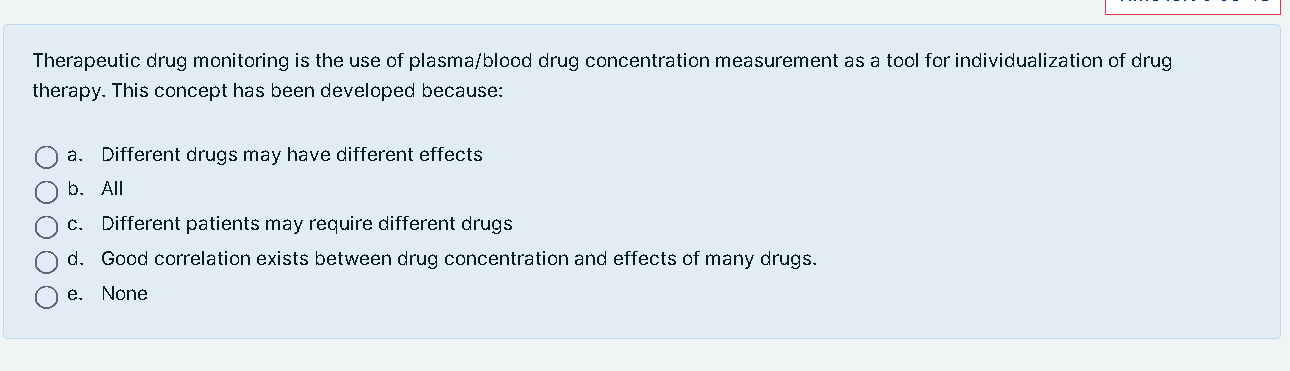 Therapeutic drug monitoring is the use of plasma/blood drug concentration measurement as a tool for individualization of drug
therapy. This concept has been developed because:
a. Different drugs may have different effects
b. All
c. Different patients may require different drugs
d. Good correlation exists between drug concentration and effects of many drugs.
e. None